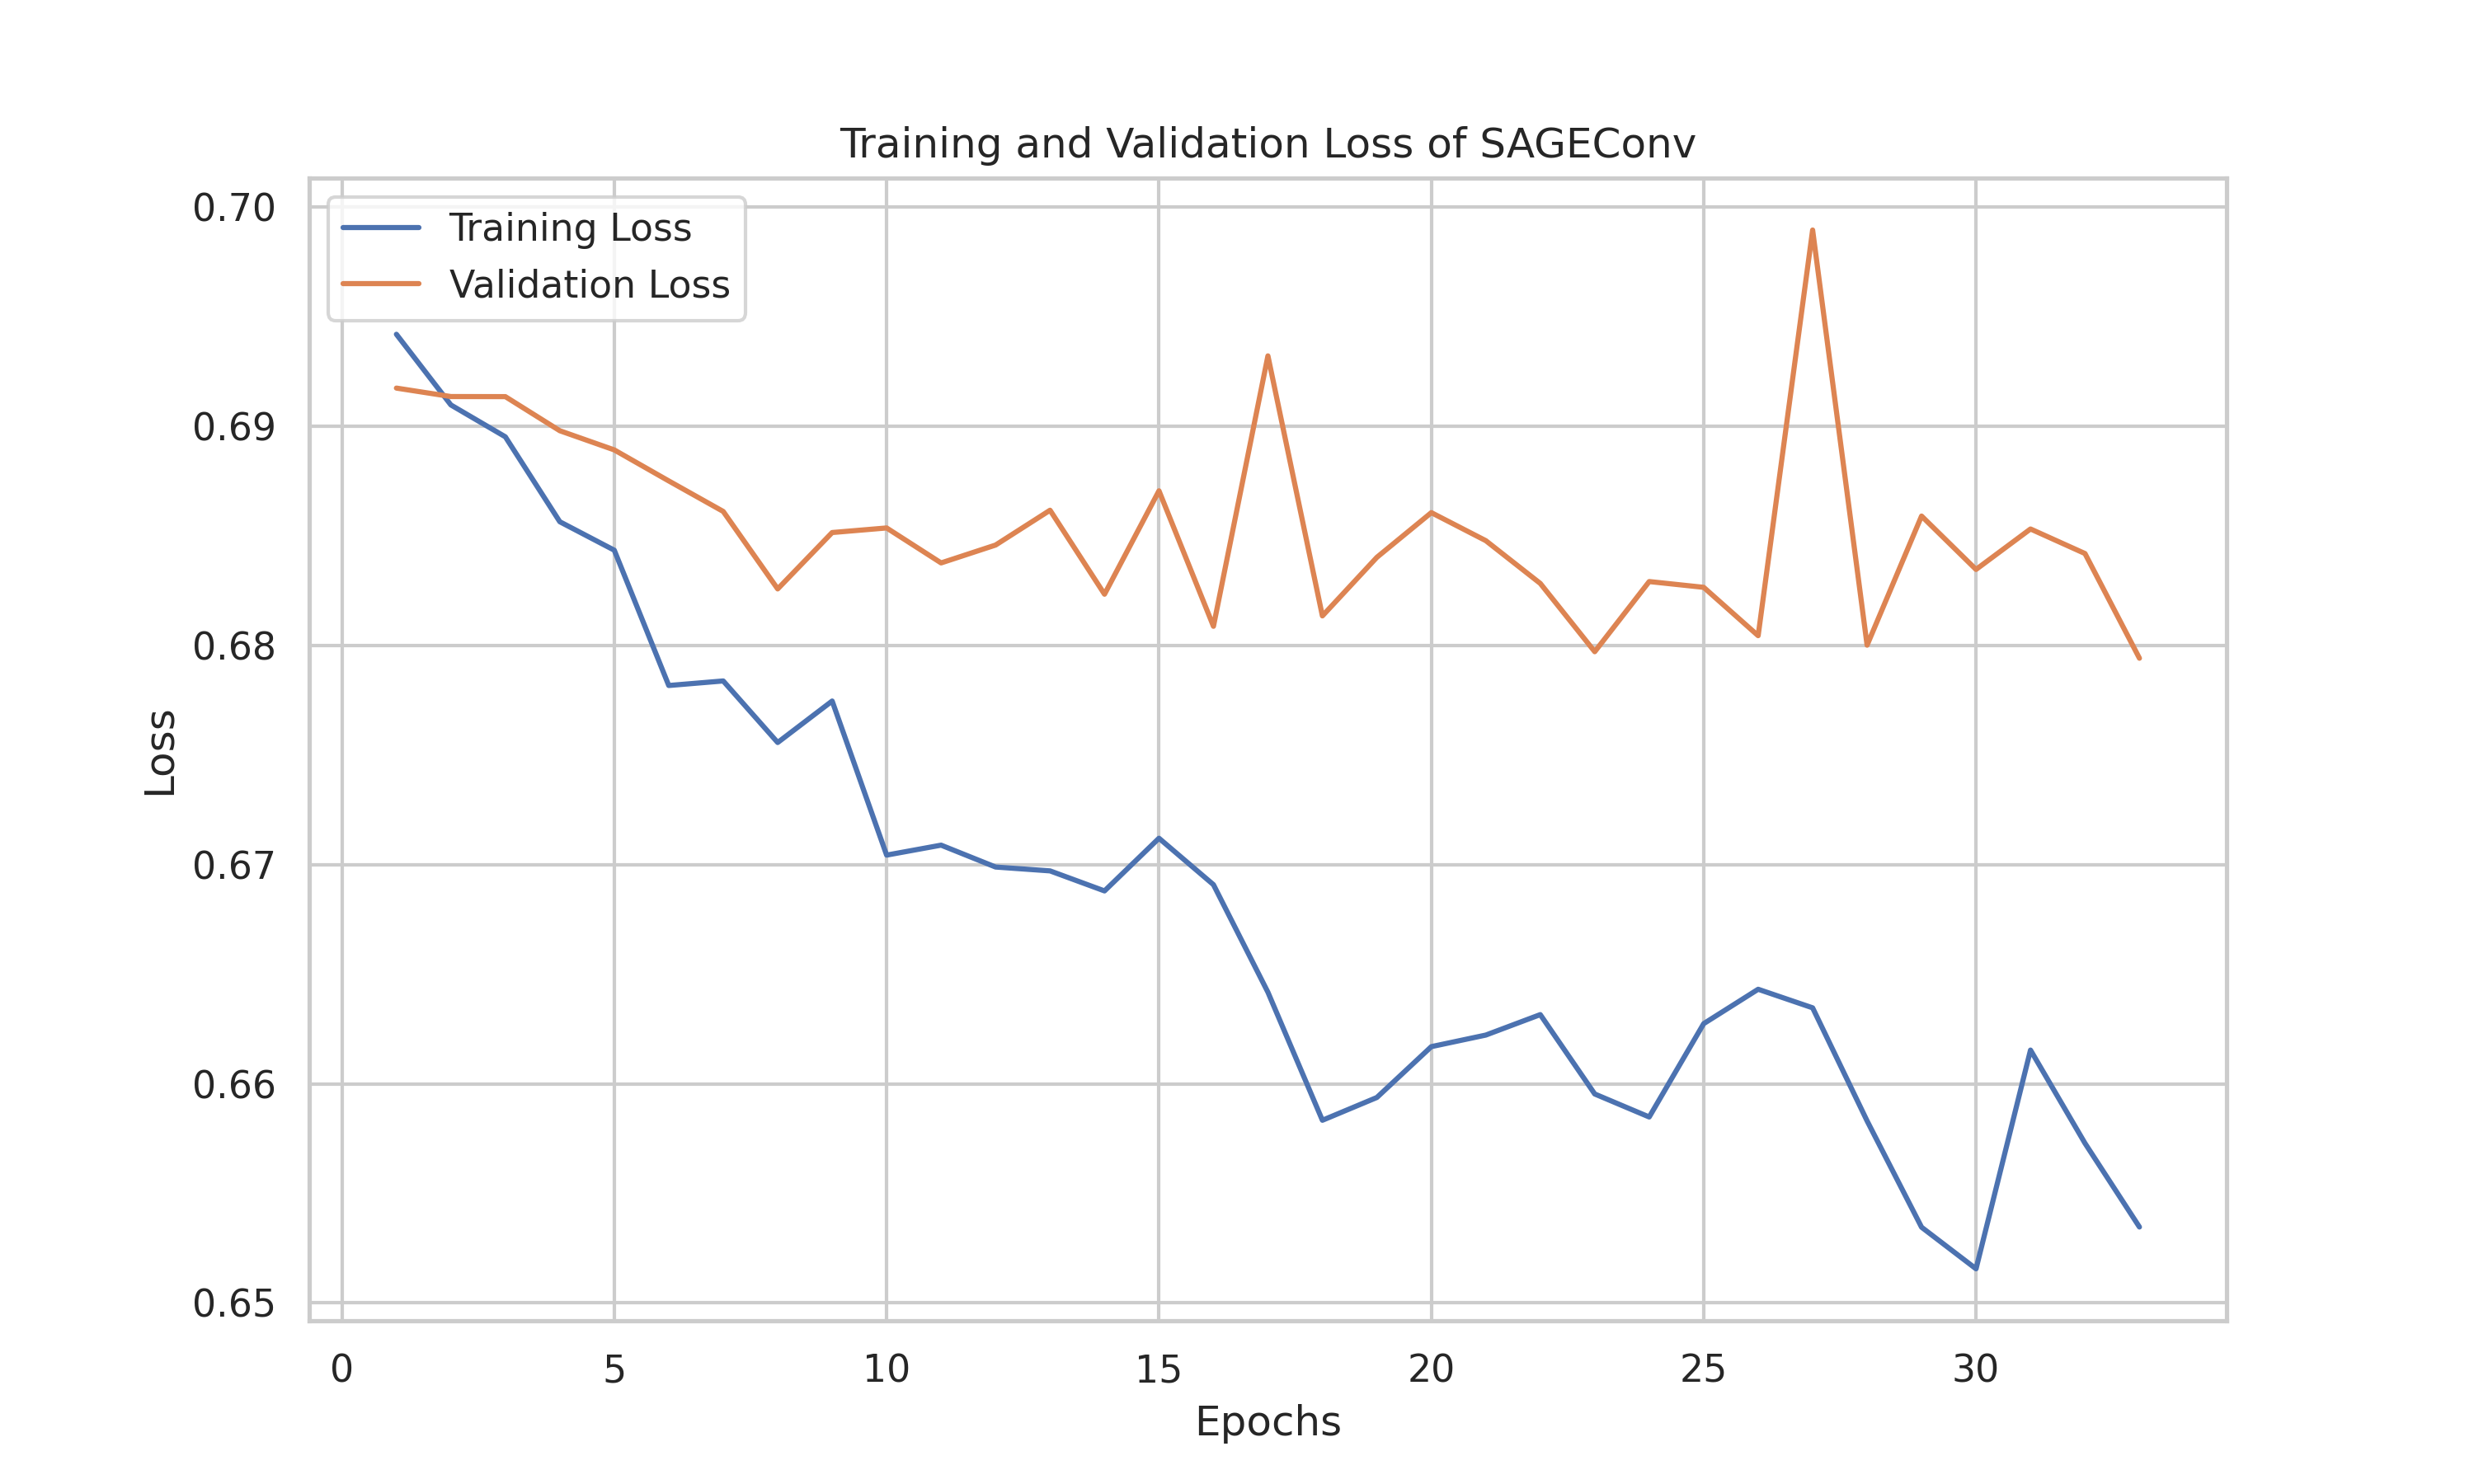 Training and Validation Loss of SAGEConv
Training Loss
Validation Loss
0.70
0.69
0.68
0.67
0.66
0.65
Loss
0 5 10 15 20 25 30
Epochs